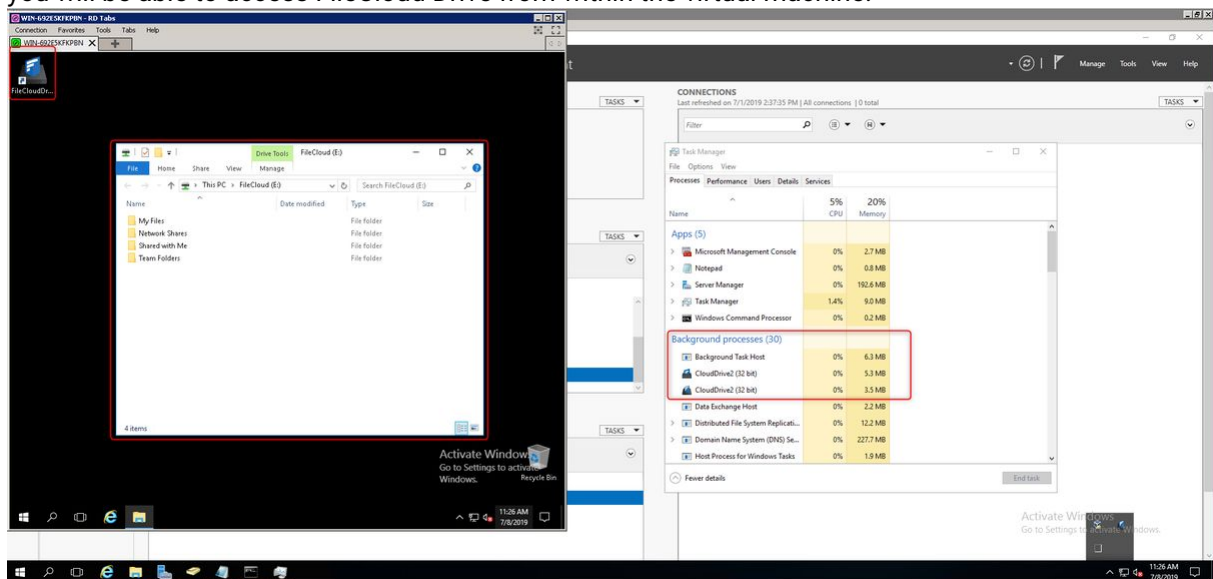 you will be able to access FileCloud Drive from within the virtual machine.
WIN-692ESKFKPBN - RD Tabs
Connection Favorites Tools Tabs Help
WIN-692ESKFKPBN
FileCloudDr...
Drive Tools FileCloud (E:)
File Home Share View Manage
This PC > FileCloud (E:) Search FileCloud (E:)
Name Date modified Type Size
My Files File folder
Network Shares File folder
Shared with Me File folder
Team Folders File folder
4 items
Activate Windows
Go to Settings to activate
Windows.
Recycle Bin
11:26 AM
7/8/2019
Manage Tools View Help
TASKS
TASKS
TASKS
CONNECTIONS
Last refreshed on 7/1/2019 2:37:35 PM | All connections | 0 total
TASKS
Filter
Task Manager
File Options View
Processes Performance Users Details Services
5% 20%
Name CPU Memory
Apps (5)
Microsoft Management Console 0% 2.7 MB
Notepad 0% 0.8 MB
Server Manager 0% 192.6 MB
Task Manager 1.4% 9.0 MB
Windows Command Processor 0% 0.2 MB
Background processes (30)
Background Task Host 0% 6.3 MB
CloudDrive2 (32 bit) 0% 5.3 MB
CloudDrive2 (32 bit) 0% 3.5 MB
Data Exchange Host 0% 2.2 MB
Distributed File System Replicati... 0% 12.2 MB
Domain Name System (DNS) Se... 0% 227.7 MB
Host Process for Windows Tasks 0% 1.9 MB
Fewer details End task
Activate Windows
Go to Settings to activate Windows.
11:26 AM
7/8/2019